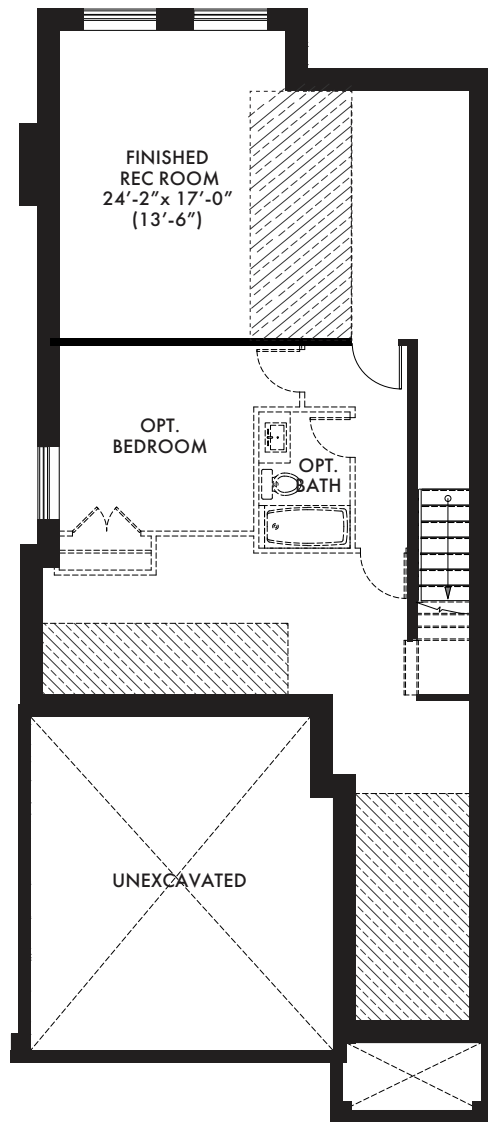 FINISHED
REC ROOM
24’-2”x 17’-0”
(13’-6”)
OPT.
BEDROOM
OPT.
BATH
UNEXCAVATED